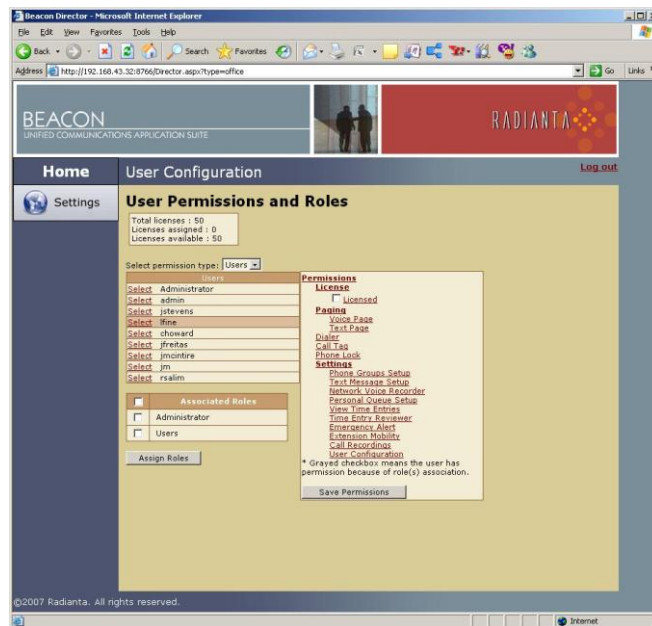 Beacon Director - Microsoft Internet Explorer
File Edit View Favorites Tools Help
Back Search Favorites
Address http://192.168.43.32:8766/Director.aspx?type=office Go Links
BEACON
UNIFIED COMMUNICATIONS APPLICATION SUITE
RADIANTA
Home
User Configuration
Log out
Settings
User Permissions and Roles
Total licenses : 50
Licenses assigned : 0
Licenses available : 50
Select permission type: Users
Users
Select Administrator
Select admin
Select jstevens
Select lfine
Select choward
Select jfreitas
Select jmcintire
Select jm
Select rsalim
Associated Roles
Administrator
Users
Assign Roles
Permissions
License
Licensed
Paging
Voice Page
Text Page
Dialer
Call Tag
Phone Lock
Settings
Phone Groups Setup
Text Message Setup
Network Voice Recorder
Personal Queue Setup
View Time Entries
Time Entry Reviewer
Emergency Alert
Extension Mobility
Call Recordings
User Configuration
* Grayed checkbox means the user has
permission because of role(s) association.
Save Permissions
©2007 Radianta. All rights reserved.
Internet